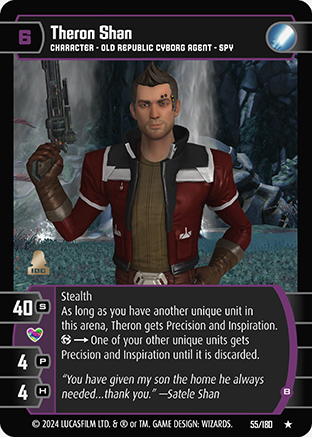 6
Theron Shan
CHARACTER - OLD REPUBLIC CYBORG AGENT - SPY
40 S
4 P
4 H
Stealth
As long as you have another unique unit in
this arena, Theron gets Precision and Inspiration.
One of your other unique units gets
Precision and Inspiration until it is discarded.
“You have given my son the home he always
needed...thank you.” —Satele Shan
B
© 2024 LUCASFILM LTD. & ® or TM. GAME DESIGN: WIZARDS.
55/180